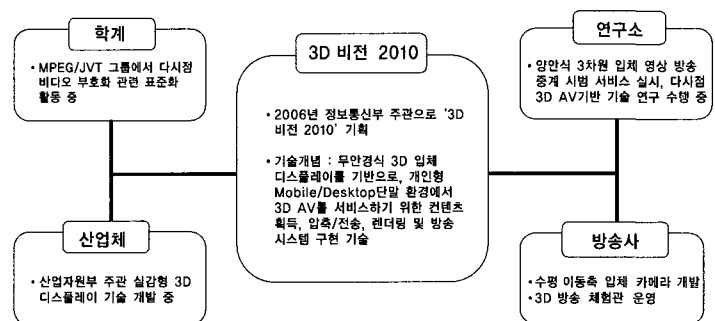 학계
• MPEG/JVT 그룹에서 다시점
비디오 부호화 관련 표준화
활동 중
3D 비전 2010
• 2006년 정보통신부 주관으로 '3D
비전 2010' 기획
• 기술개념 : 무안경식 3D 입체
디스플레이를 기반으로, 개인형
Mobile/Desktop단말 환경에서
3D AV를 서비스하기 위한 컨텐츠
획득, 압축/전송, 렌더링 및 방송
시스템 구현 기술
연구소
• 양안식 3차원 입체 영상 방송
중계 시범 서비스 실시, 다시점
3D AV기반 기술 연구 수행 중
산업체
• 산업자원부 주관 실감형 3D
디스플레이 기술 개발 중
방송사
•수평 이동축 입체 카메라 개발
•3D 방송 체험관 운영